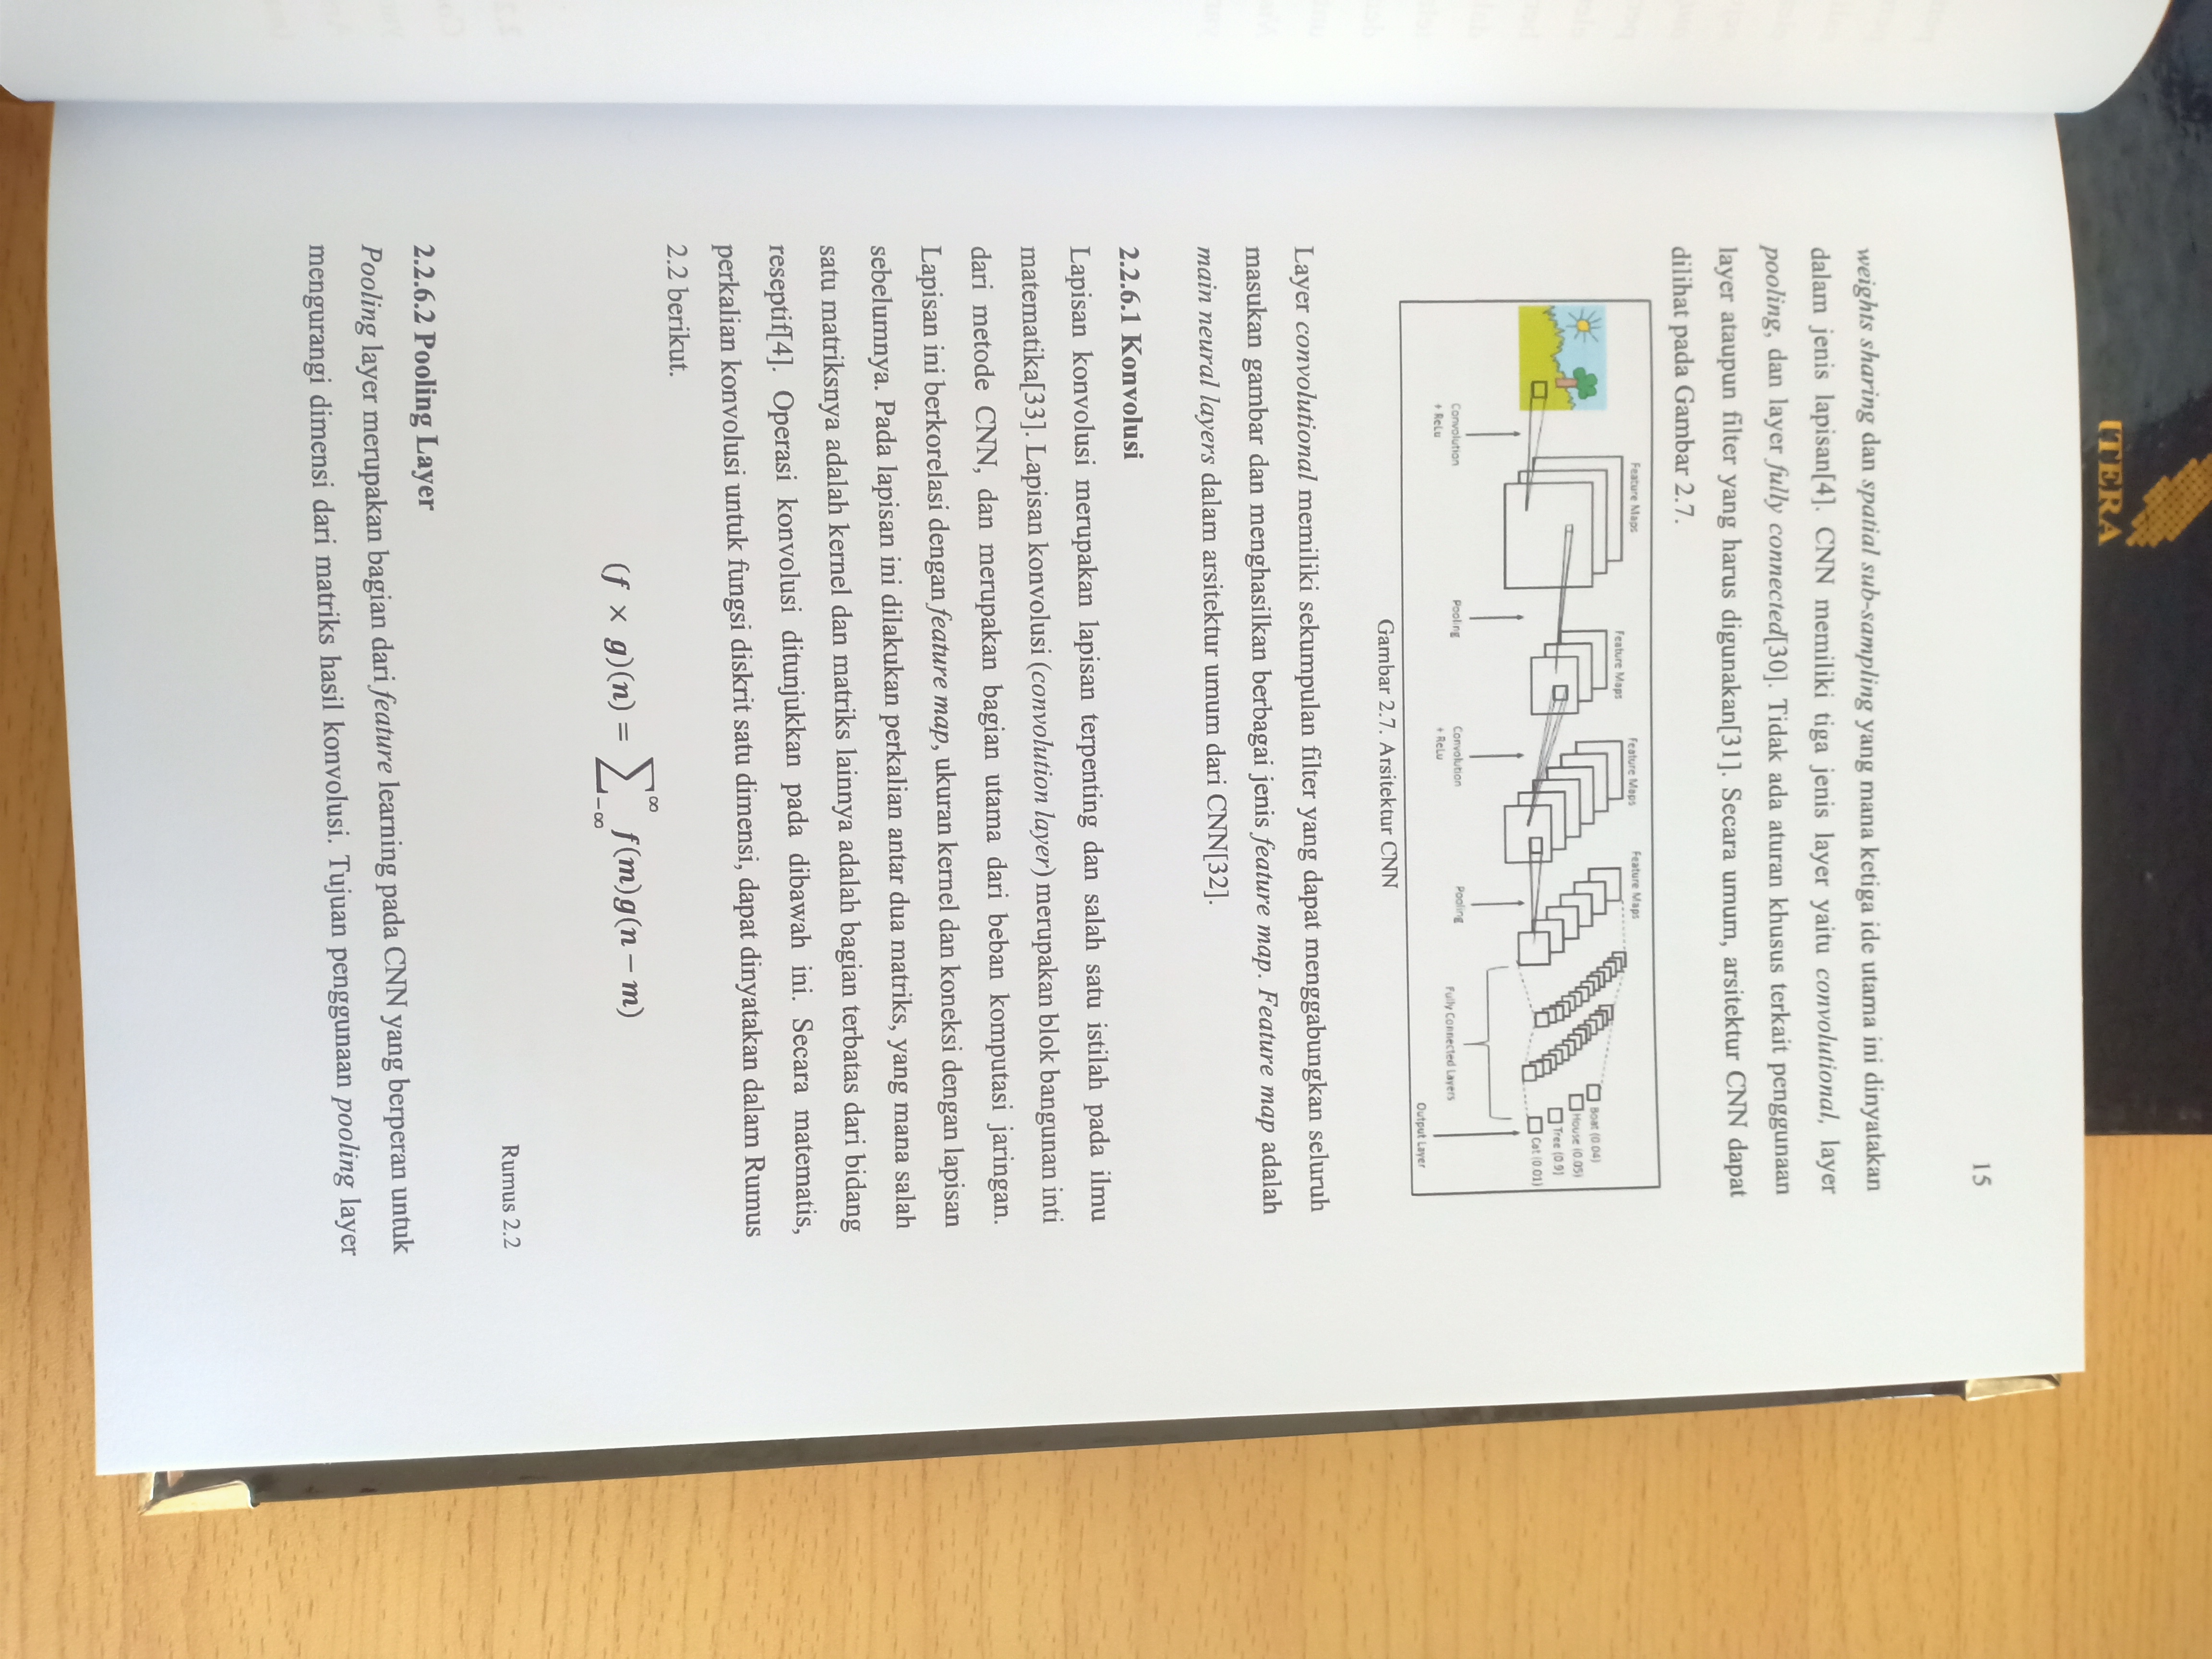 ITERA
15
weights sharing dan spatial sub-sampling yang mana ketiga ide utama ini dinyatakan
dalam jenis lapisan[4]. CNN memiliki tiga jenis layer yaitu convolutional, layer
pooling, dan layer fully connected[30]. Tidak ada aturan khusus terkait penggunaan
layer ataupun filter yang harus digunakan[31]. Secara umum, arsitektur CNN dapat
dilihat pada Gambar 2.7.
Feature Maps
Feature Maps
Feature Maps
Feature Maps
Boat (0.04)
House (0.05)
Tree (0.9)
Cat (0.01)
Convolution
+ ReLu
Pooling
Convolution
+ ReLu
Pooling
Fully Connected Layers
Output Layer
Gambar 2.7. Arsitektur CNN
Layer convolutional memiliki sekumpulan filter yang dapat menggabungkan seluruh
masukan gambar dan menghasilkan berbagai jenis feature map. Feature map adalah
main neural layers dalam arsitektur umum dari CNN[32].
2.2.6.1 Konvolusi
Lapisan konvolusi merupakan lapisan terpenting dan salah satu istilah pada ilmu
matematika[33]. Lapisan konvolusi (convolution layer) merupakan blok bangunan inti
dari metode CNN, dan merupakan bagian utama dari beban komputasi jaringan.
Lapisan ini berkorelasi dengan feature map, ukuran kernel dan koneksi dengan lapisan
sebelumnya. Pada lapisan ini dilakukan perkalian antar dua matriks, yang mana salah
satu matriksnya adalah kernel dan matriks lainnya adalah bagian terbatas dari bidang
reseptif[4]. Operasi konvolusi ditunjukkan pada dibawah ini. Secara matematis,
perkalian konvolusi untuk fungsi diskrit satu dimensi, dapat dinyatakan dalam Rumus
2.2 berikut.
(f × g)(n) = ∑_{-∞}^{∞} f(m)g(n − m)
Rumus 2.2
2.2.6.2 Pooling Layer
Pooling layer merupakan bagian dari feature learning pada CNN yang berperan untuk
mengurangi dimensi dari matriks hasil konvolusi. Tujuan penggunaan pooling layer